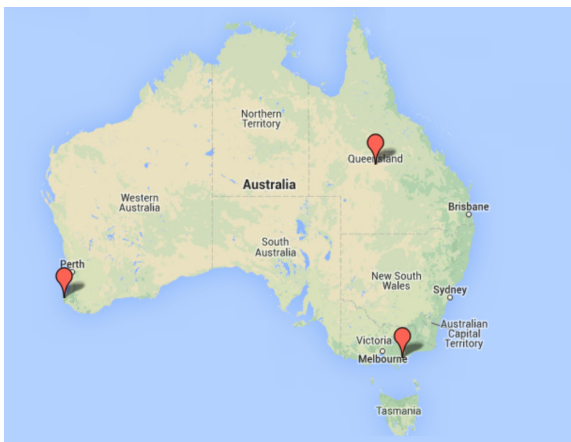 Northern
Territory
Queensland
Australia
Western
Australia
Brisbane
South
Australia
Perth
New South
Wales
Sydney
Australian
Capital
Territory
Victoria
Melbourne
Tasmania